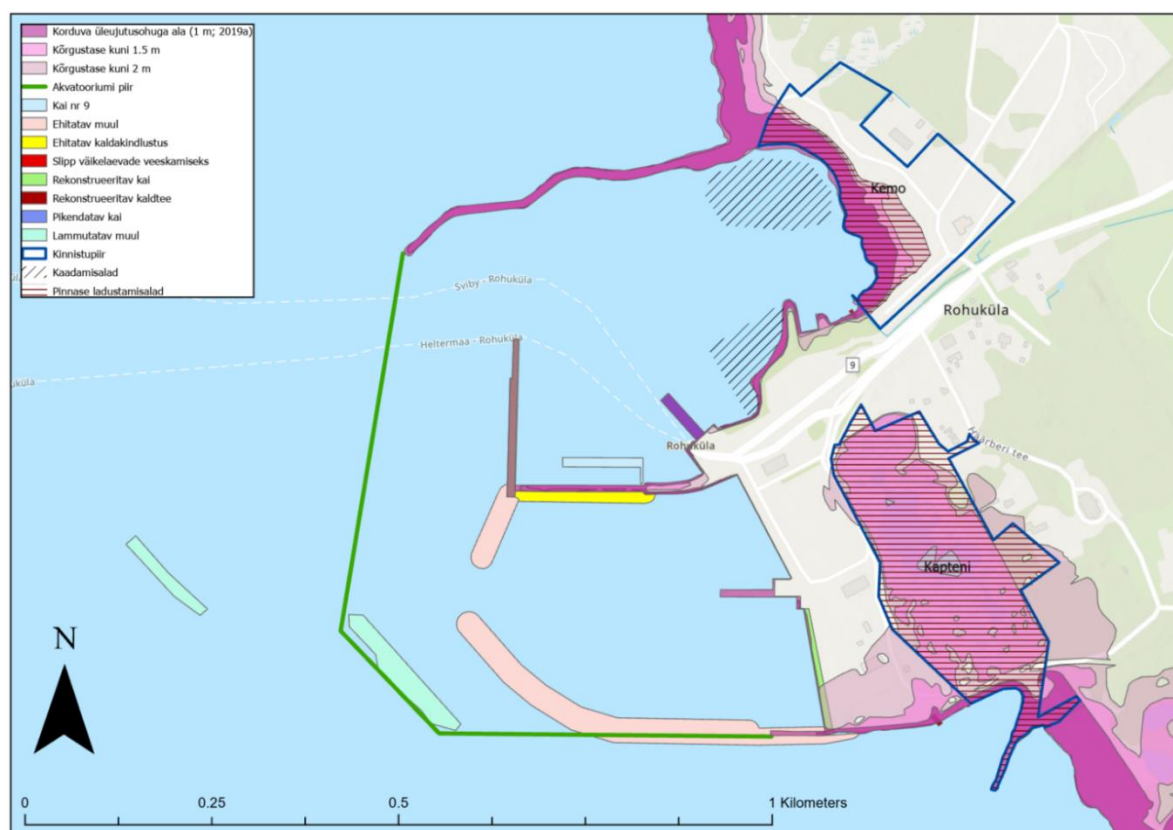 Korduva üleujutusohuga ala (1 m; 2019a)
Kõrgustase kuni 1.5 m
Kõrgustase kuni 2 m
Akvatooriumi piir
Kai nr 9
Ehitatav muul
Ehitatav kaldakindlustus
Slipp väikelaevade veeskamiseks
Rekonstrueeritav kai
Rekonstrueeritav kaldtee
Pikendatav kai
Lammutatav muul
Kinnistupiir
Kaadamisalad
Pinnase ladustamisalad
Kemo
Sviby - Rohuküla
Rohuküla
Heltermaa - Rohuküla
9
Rohuküla
Kapteni
N
0 0.25 0.5 1 Kilometers